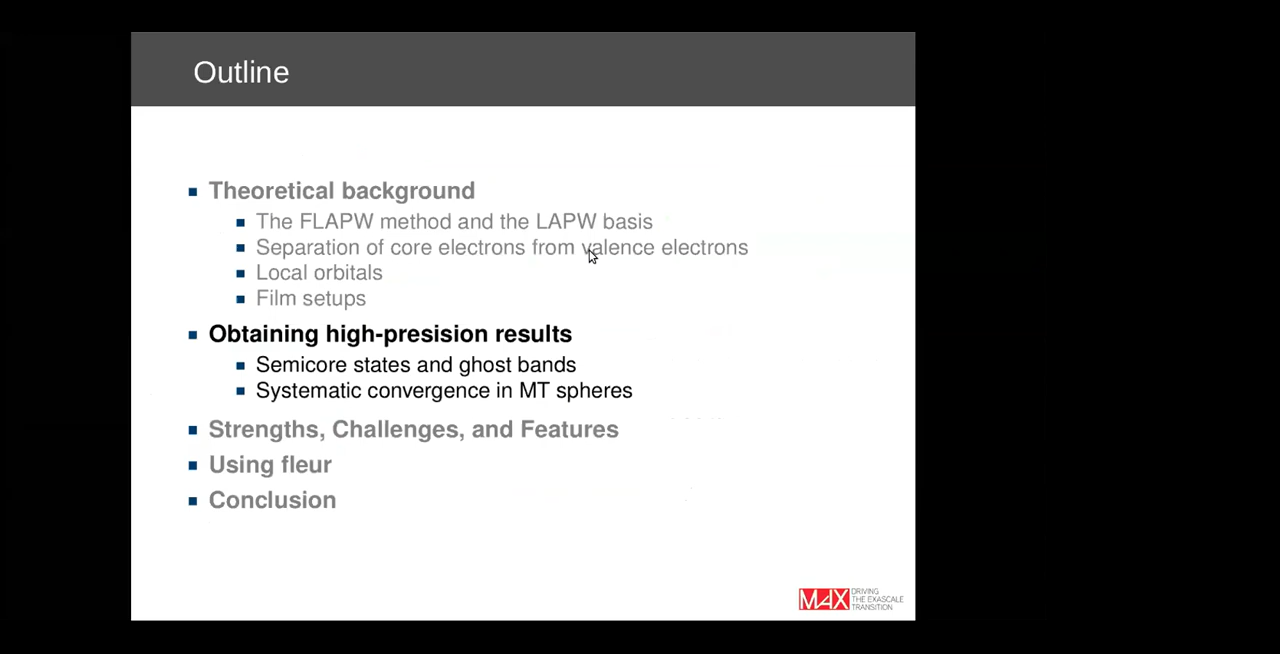 Outline
Theoretical background
The FLAPW method and the LAPW basis
Separation of core electrons from valence electrons
Local orbitals
Film setups
Obtaining high-presision results
Semicore states and ghost bands
Systematic convergence in MT spheres
Strengths, Challenges, and Features
Using fleur
Conclusion
MAX
DRIVING
THE EXASCALE
TRANSITION